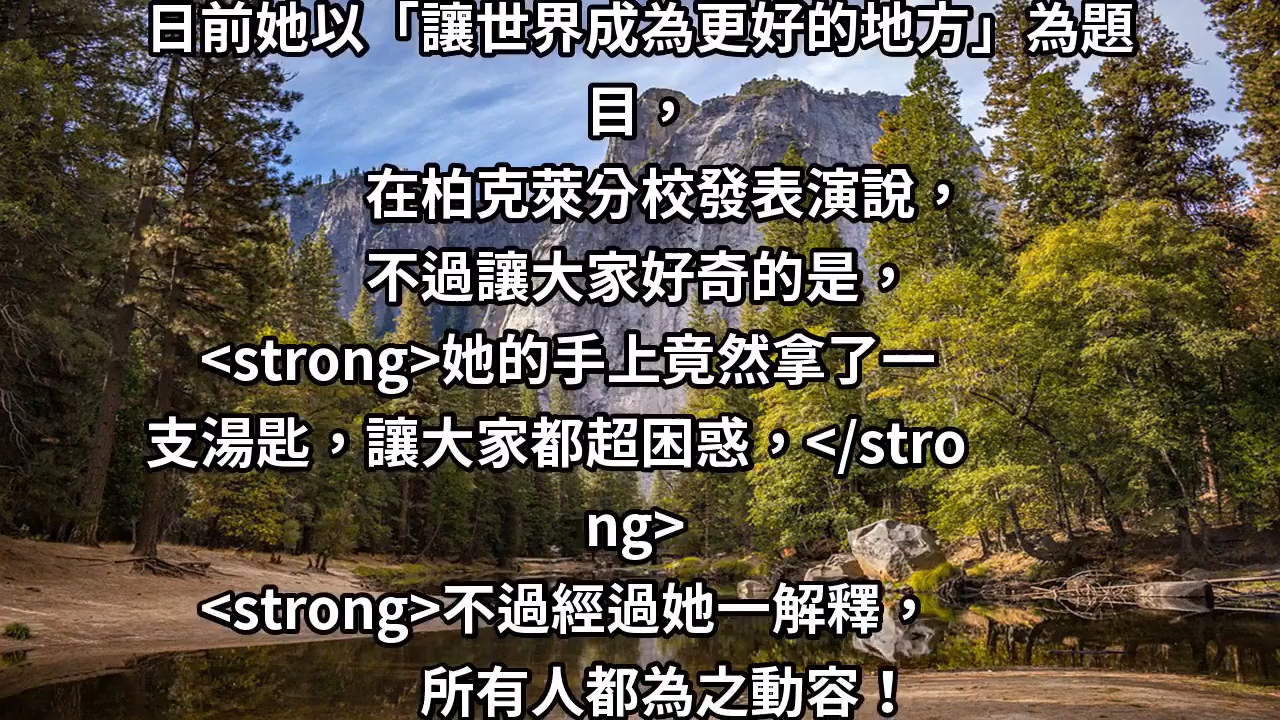 日前她以「讓世界成為更好的地方」為題
目，
在柏克萊分校發表演說，
不過讓大家好奇的是，
<strong>她的手上竟然拿了一
支湯匙，讓大家都超困惑，</stro
ng>
<strong>不過經過她一解釋，
所有人都為之動容！